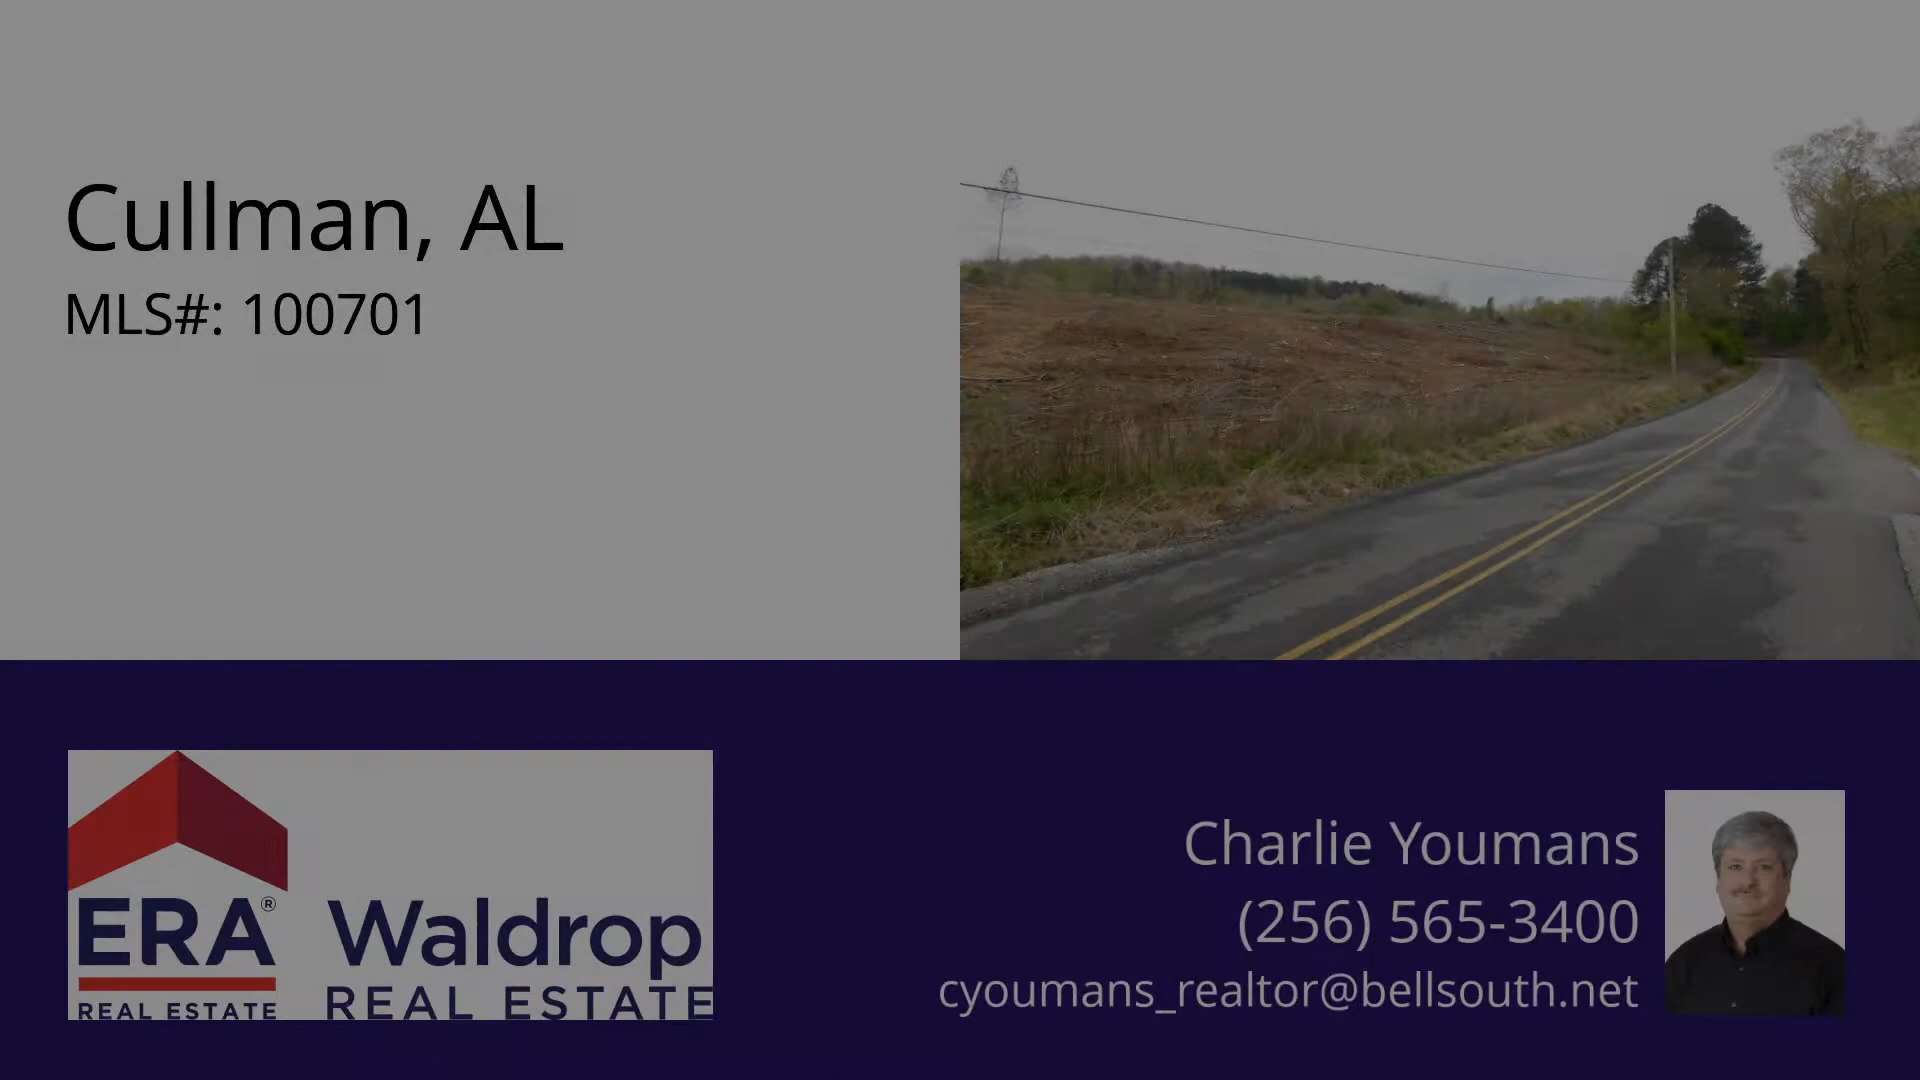 Cullman, AL
MLS#: 100701
ERA®
REAL ESTATE
Waldrop
REAL ESTATE
Charlie Youmans
(256) 565-3400
cyoumans_realtor@bellsouth.net